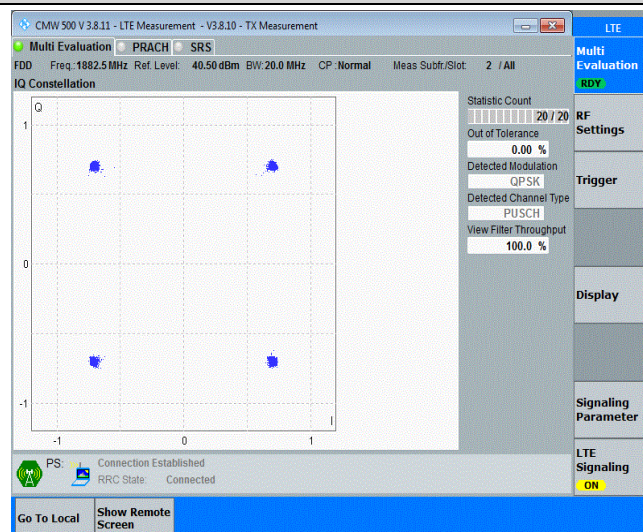 CMW 500 V 3.8.11 - LTE Measurement  - V3.8.10 - TX Measurement
LTE
Multi Evaluation PRACH SRS
Multi
Evaluation
RDY
FDD Freq.:1882.5 MHz Ref. Level: 40.50 dBm BW:20.0 MHz CP :Normal Meas Subfr./Slot: 2 / All
IQ Constellation
Statistic Count
20 / 20
Out of Tolerance
0.00 %
Detected Modulation
QPSK
Detected Channel Type
PUSCH
View Filter Throughput
100.0 %
Q
1
0
-1
I
-1 0 1
RF
Settings
Trigger
Display
Signaling
Parameter
LTE
Signaling
ON
PS: Connection Established
RRC State: Connected
Go To Local
Show Remote
Screen